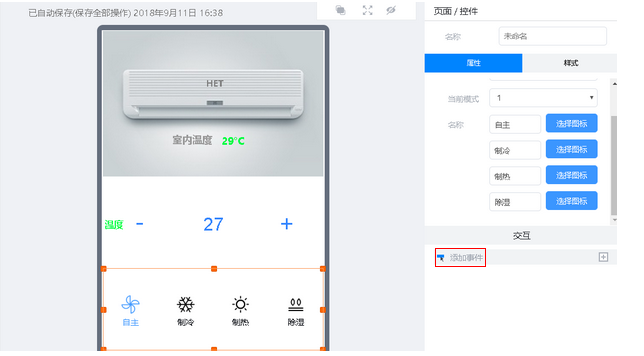 已自动保存(保存全部操作) 2018年9月11日 16:38
HET
室内温度 29°C
温度 - 27 +
自主 制冷 制热 除湿
页面 / 控件
名称 未命名
属性 样式
当前模式 1
名称 自主 选择图标
制冷 选择图标
制热 选择图标
除湿 选择图标
交互
添加事件